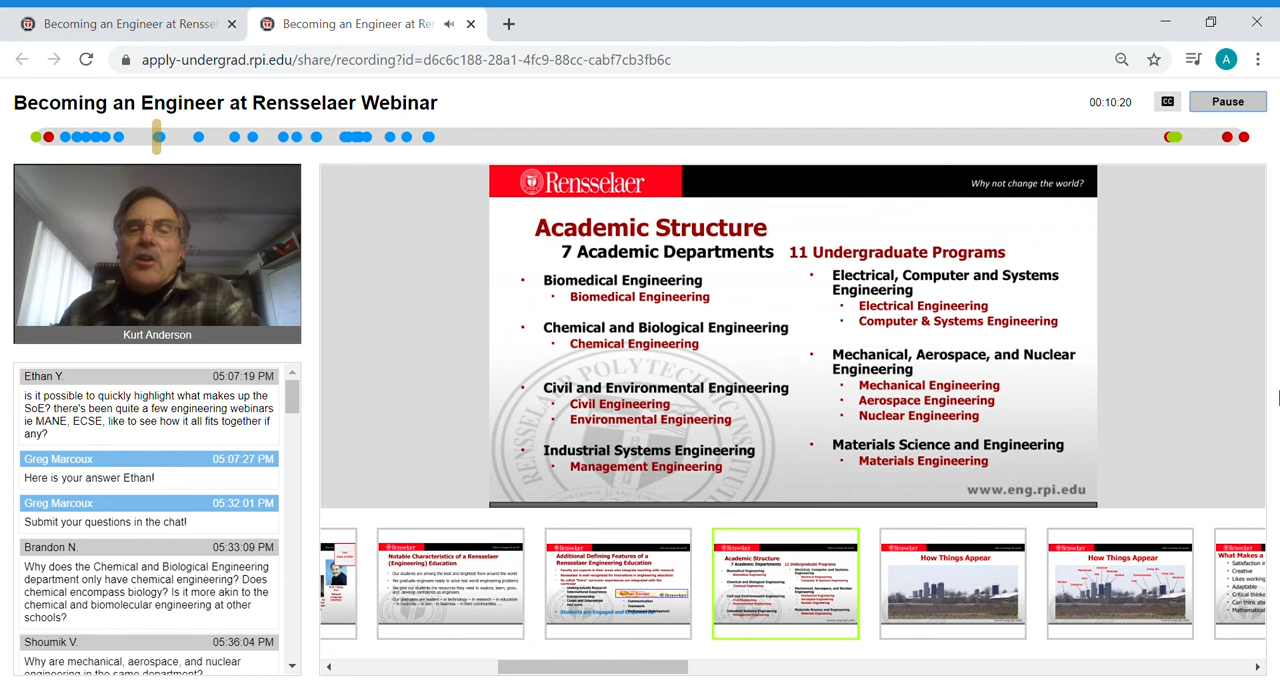 Becoming an Engineer at Rensse
Becoming an Engineer at Re
apply-undergrad.rpi.edu/share/recording?id=d6c6c188-28a1-4fc9-88cc-cabf7cb3fb6c
A
Becoming an Engineer at Rensselaer Webinar
00:10:20
CC
Pause
Kurt Anderson
Ethan Y.
05:07:19 PM
is it possible to quickly highlight what makes up the
SoE? there's been quite a few engineering webinars
ie MANE, ECSE, like to see how it all fits together if
any?
Greg Marcoux
05:07:27 PM
Here is your answer Ethan!
Greg Marcoux
05:32:01 PM
Submit your questions in the chat!
Brandon N.
05:33:09 PM
Why does the Chemical and Biological Engineering
department only have chemical engineering? Does
chemical encompass biology? Is it more akin to the
chemical and biomolecular engineering at other
schools?
Shoumik V.
05:36:04 PM
Why are mechanical, aerospace, and nuclear
engineering in the same department?
Rensselaer
Why not change the world?
Academic Structure
7 Academic Departments
Biomedical Engineering
Biomedical Engineering
Chemical and Biological Engineering
Chemical Engineering
Civil and Environmental Engineering
Civil Engineering
Environmental Engineering
Industrial Systems Engineering
Management Engineering
11 Undergraduate Programs
Electrical, Computer and Systems
Engineering
Electrical Engineering
Computer & Systems Engineering
Mechanical, Aerospace, and Nuclear
Engineering
Mechanical Engineering
Aerospace Engineering
Nuclear Engineering
Materials Science and Engineering
Materials Engineering
www.eng.rpi.edu
Notable Characteristics of a Rensselaer
(Engineering) Education
Additional Defining Features of a
Rensselaer Engineering Education
Academic Structure
7 Academic Departments
11 Undergraduate Programs
How Things Appear
How Things Appear
What Makes a